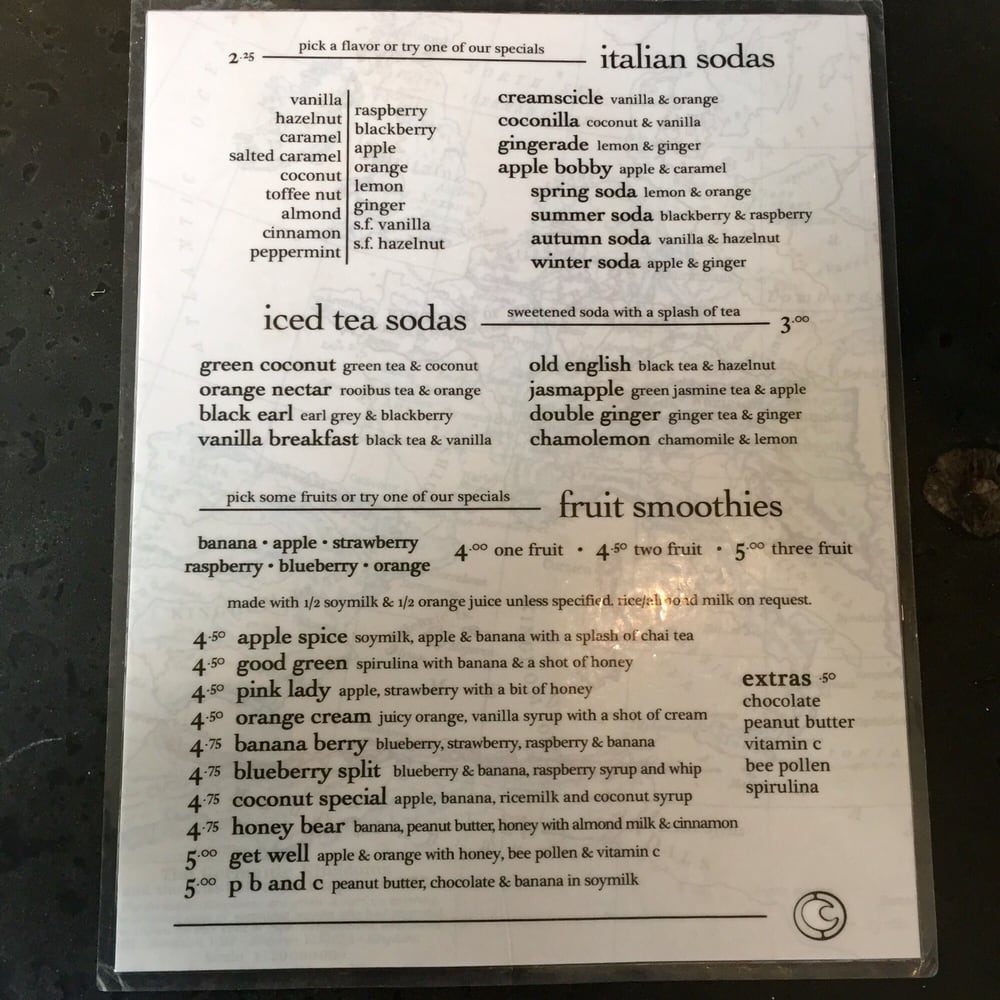 2.25 pick a flavor or try one of our specials italian sodas
vanilla
hazelnut
caramel
salted caramel
coconut
toffee nut
almond
cinnamon
peppermint
raspberry
blackberry
apple
orange
lemon
ginger
s.f. vanilla
s.f. hazelnut
creamscicle vanilla & orange
coconilla coconut & vanilla
gingerade lemon & ginger
apple bobby apple & caramel
spring soda lemon & orange
summer soda blackberry & raspberry
autumn soda vanilla & hazelnut
winter soda apple & ginger
iced tea sodas sweetened soda with a splash of tea 3.00
green coconut green tea & coconut
orange nectar rooibus tea & orange
black earl earl grey & blackberry
vanilla breakfast black tea & vanilla
old english black tea & hazelnut
jasmapple green jasmine tea & apple
double ginger ginger tea & ginger
chamolemon chamomile & lemon
pick some fruits or try one of our specials fruit smoothies
banana • apple • strawberry
raspberry • blueberry • orange
4.00 one fruit • 4.50 two fruit • 5.00 three fruit
made with 1/2 soymilk & 1/2 orange juice unless specified. rice/almond milk on request.
4.50 apple spice soymilk, apple & banana with a splash of chai tea
4.50 good green spirulina with banana & a shot of honey
4.50 pink lady apple, strawberry with a bit of honey
4.50 orange cream juicy orange, vanilla syrup with a shot of cream
4.75 banana berry blueberry, strawberry, raspberry & banana
4.75 blueberry split blueberry & banana, raspberry syrup and whip
4.75 coconut special apple, banana, ricemilk and coconut syrup
4.75 honey bear banana, peanut butter, honey with almond milk & cinnamon
5.00 get well apple & orange with honey, bee pollen & vitamin c
5.00 p b and c peanut butter, chocolate & banana in soymilk
extras .50
chocolate
peanut butter
vitamin c
bee pollen
spirulina